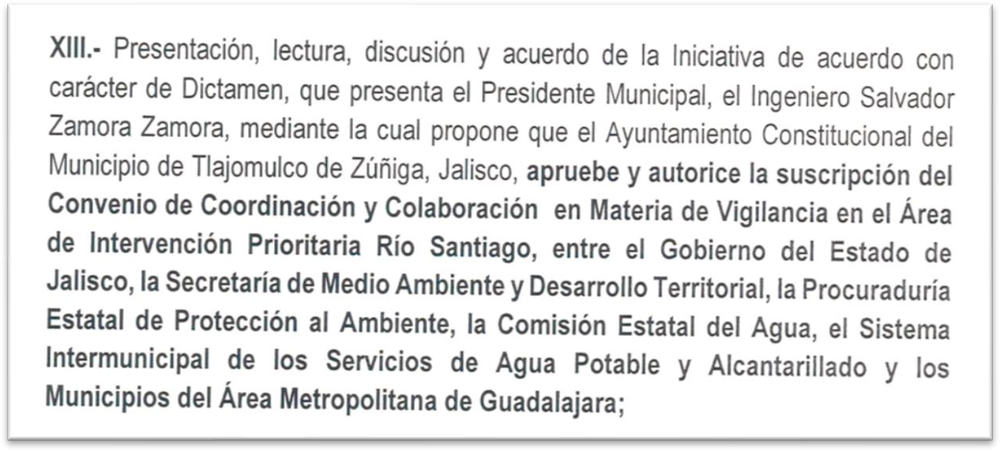 XIII.- Presentación, lectura, discusión y acuerdo de la Iniciativa de acuerdo con
carácter de Dictamen, que presenta el Presidente Municipal, el Ingeniero Salvador
Zamora Zamora, mediante la cual propone que el Ayuntamiento Constitucional del
Municipio de Tlajomulco de Zúñiga, Jalisco, apruebe y autorice la suscripción del
Convenio de Coordinación y Colaboración en Materia de Vigilancia en el Área
de Intervención Prioritaria Río Santiago, entre el Gobierno del Estado de
Jalisco, la Secretaría de Medio Ambiente y Desarrollo Territorial, la Procuraduría
Estatal de Protección al Ambiente, la Comisión Estatal del Agua, el Sistema
Intermunicipal de los Servicios de Agua Potable y Alcantarillado y los
Municipios del Área Metropolitana de Guadalajara;